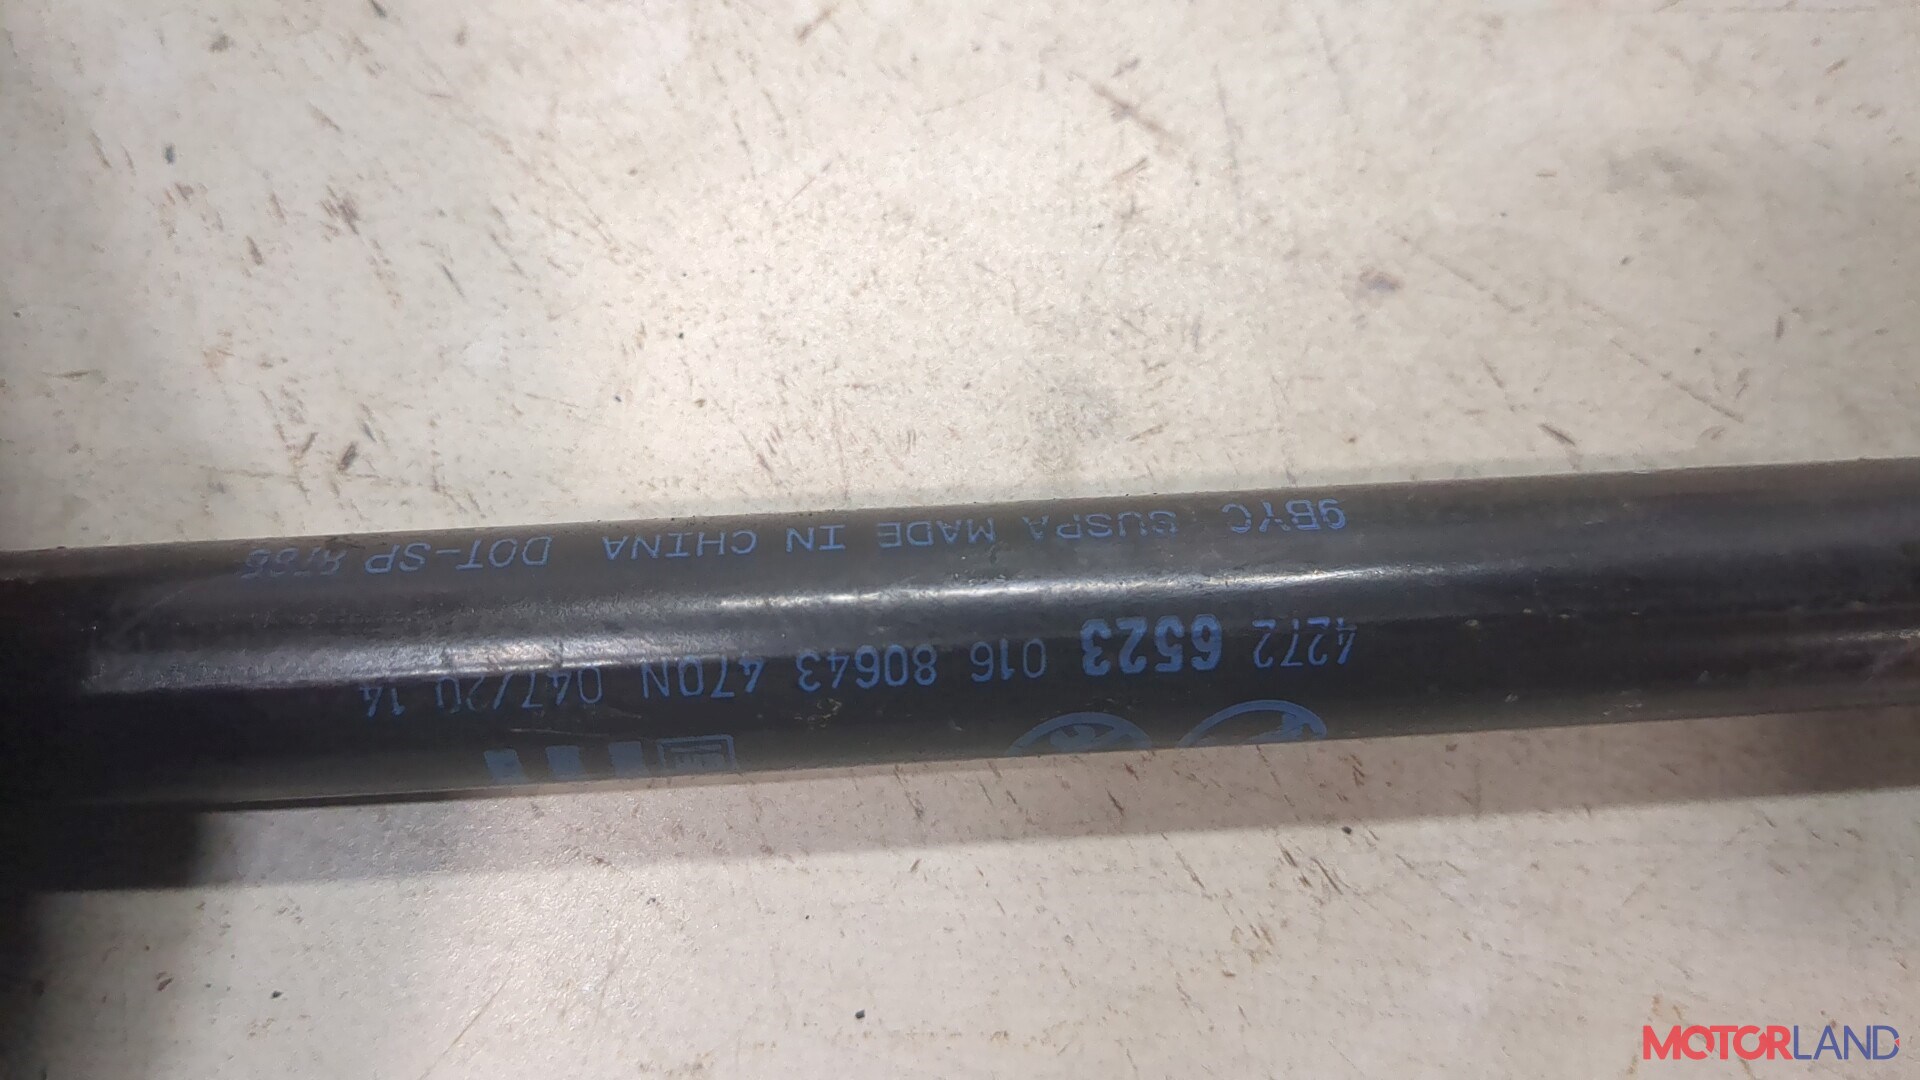 4272 6523 016 80643 470N 047/20 14
9BYC SUSPA MADE IN CHINA DOT-SP
MOTORLAND